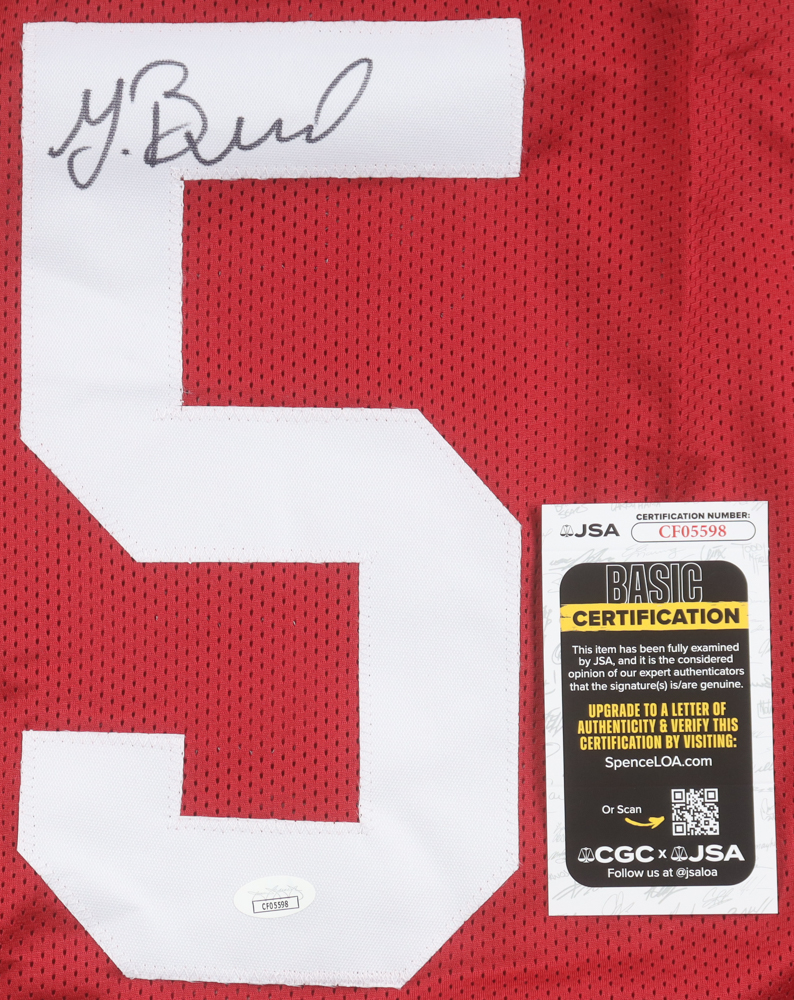 5
JSA
CERTIFICATION NUMBER:
CF05598
BASIC
CERTIFICATION
This item has been fully examined
by JSA, and it is the considered
opinion of our expert authenticators
that the signature(s) is/are genuine.
UPGRADE TO A LETTER OF
AUTHENTICITY & VERIFY THIS
CERTIFICATION BY VISITING:
SpenceLOA.com
Or Scan
CGC x JSA
Follow us at @jsaloa
CF05598